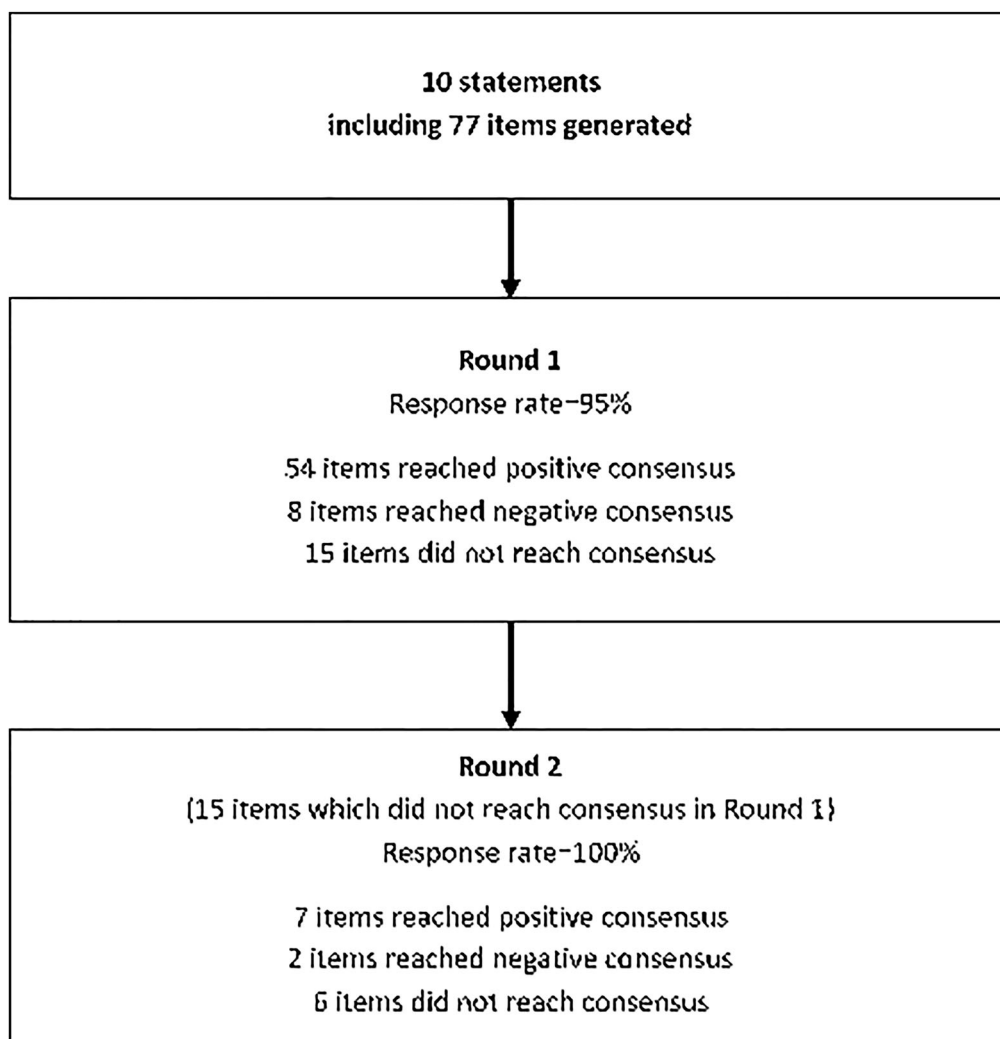 10 statements
including 77 items generated
Round 1
Response rate=95%
54 items reached positive consensus
8 items reached negative consensus
15 items did not reach consensus
Round 2
(15 items which did not reach consensus in Round 1)
Response rate=100%
7 items reached positive consensus
2 items reached negative consensus
6 items did not reach consensus